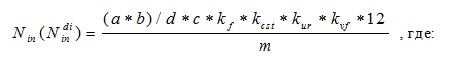 N_in (N_in^di) = (a * b) / d * c * k_f * k_cst * k_ur * k_vf * 12 / m , где: